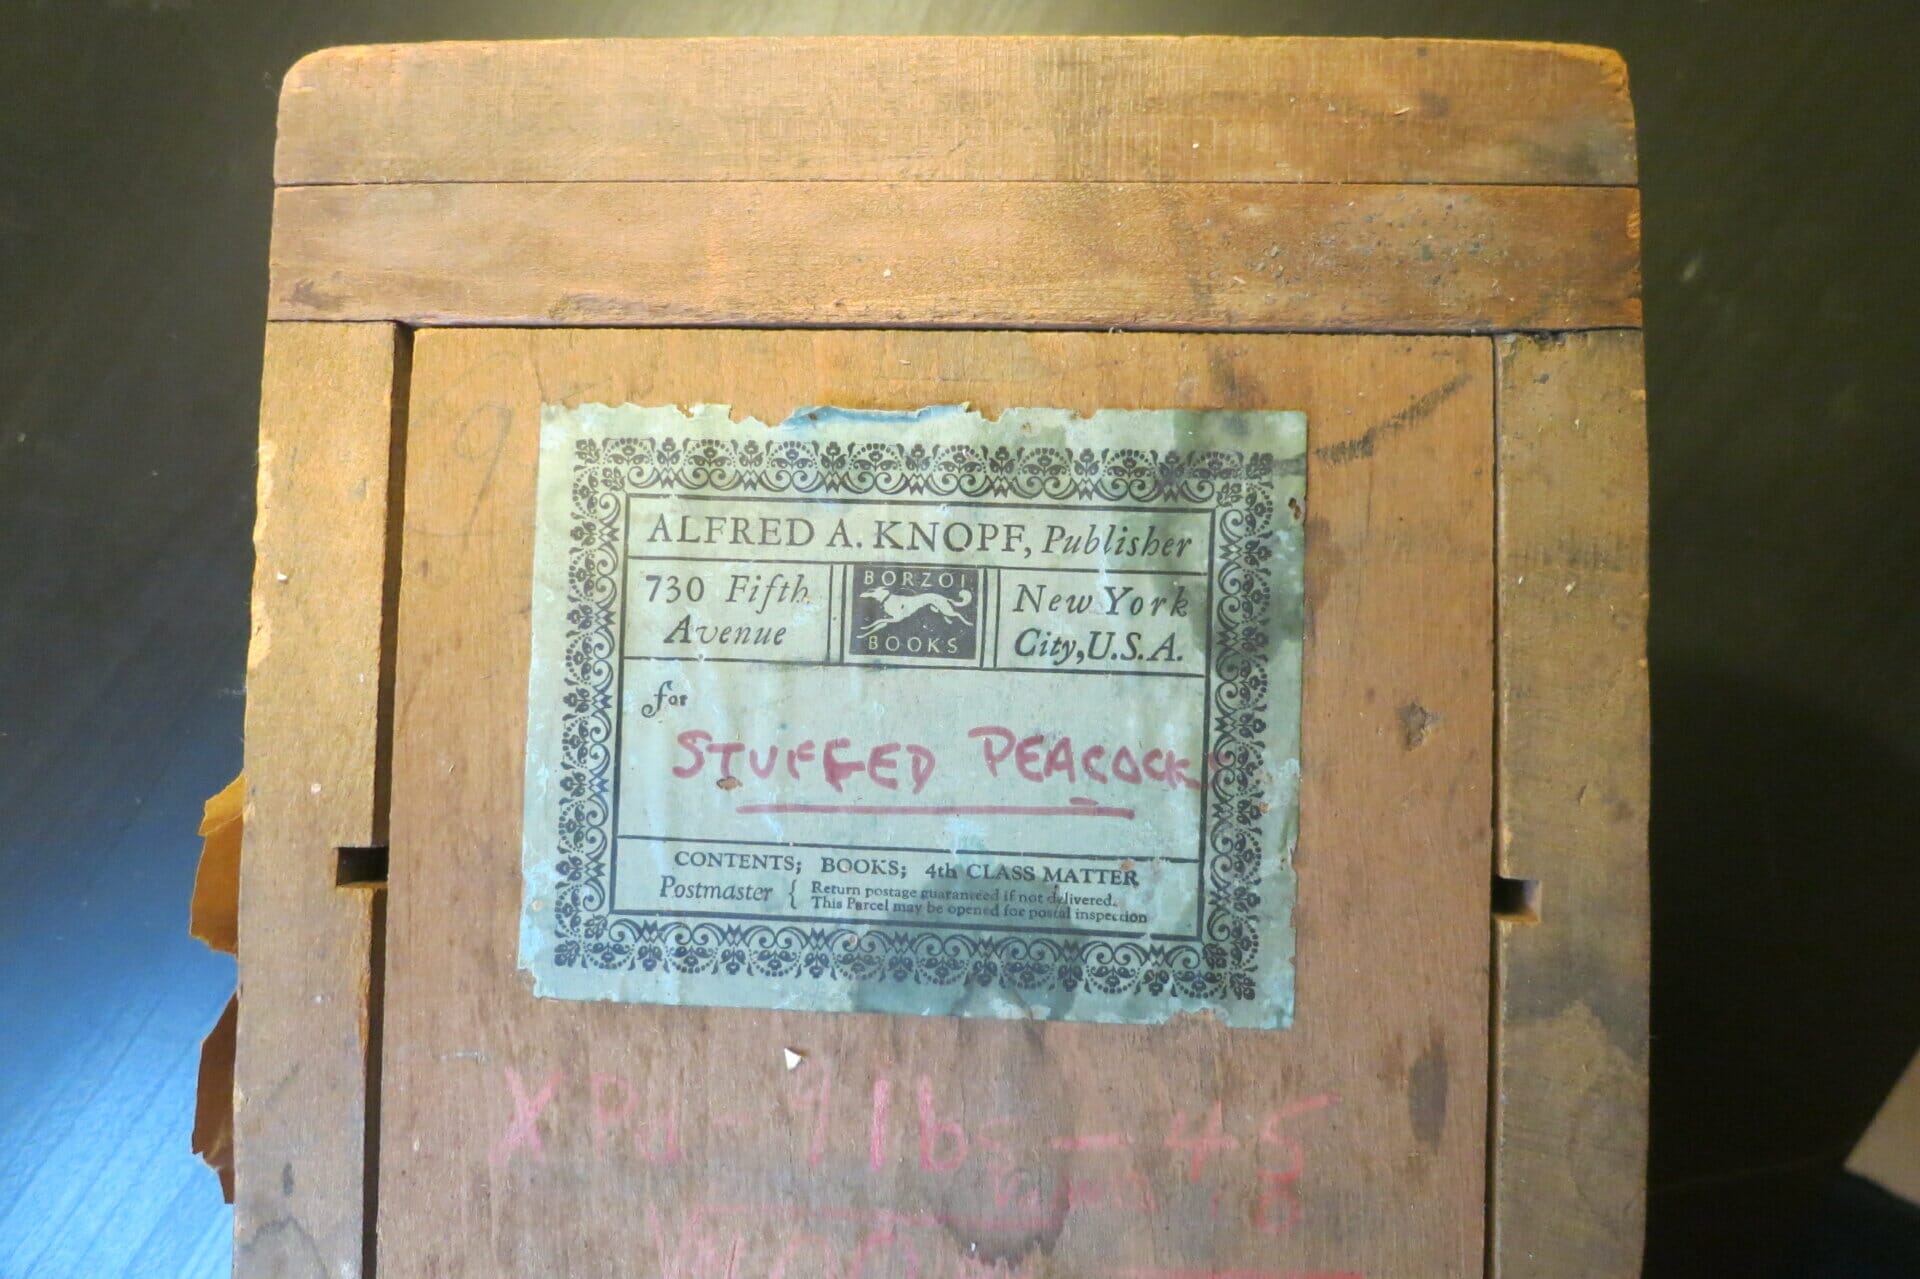 ALFRED A. KNOPF, Publisher
730 Fifth Avenue
BORZOI BOOKS
New York City, U.S.A.
for
STUFFED PEACOCK
CONTENTS; BOOKS; 4th CLASS MATTER
Postmaster { Return postage guaranteed if not delivered.
This Parcel may be opened for postal inspection
X Pd - 9 lbs - 45